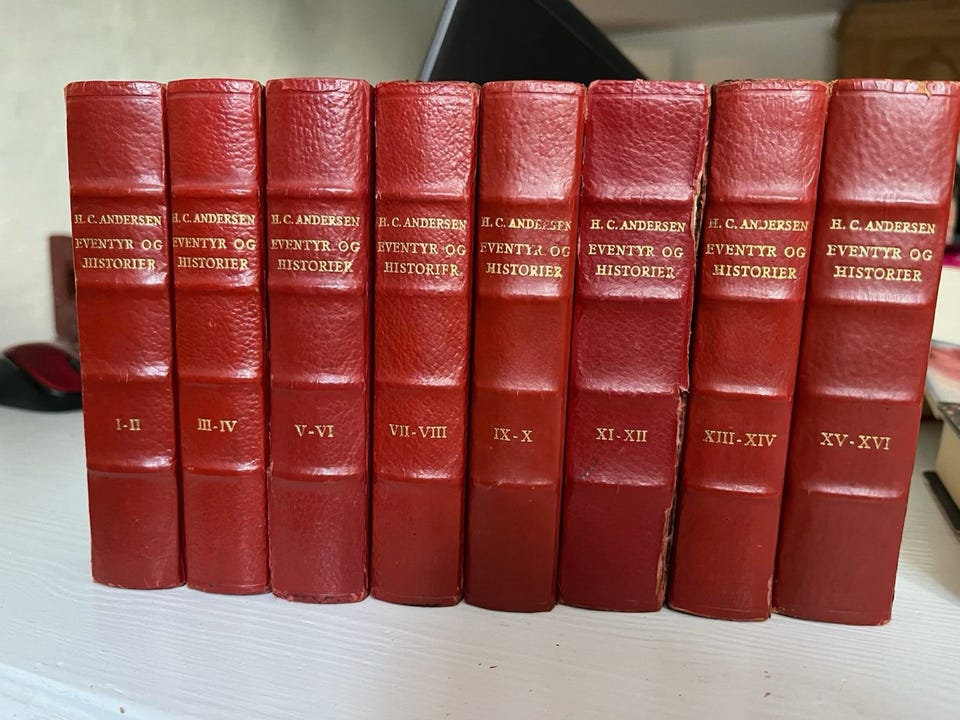 H. C. ANDERSEN
EVENTYR OG
HISTORIER
I-II
H. C. ANDERSEN
EVENTYR OG
HISTORIER
III-IV
H. C. ANDERSEN
EVENTYR OG
HISTORIER
V-VI
H. C. ANDERSEN
EVENTYR OG
HISTORIER
VII-VIII
H. C. ANDERSEN
EVENTYR OG
HISTORIER
IX-X
H. C. ANDERSEN
EVENTYR OG
HISTORIER
XI-XII
H. C. ANDERSEN
EVENTYR OG
HISTORIER
XIII-XIV
H. C. ANDERSEN
EVENTYR OG
HISTORIER
XV-XVI